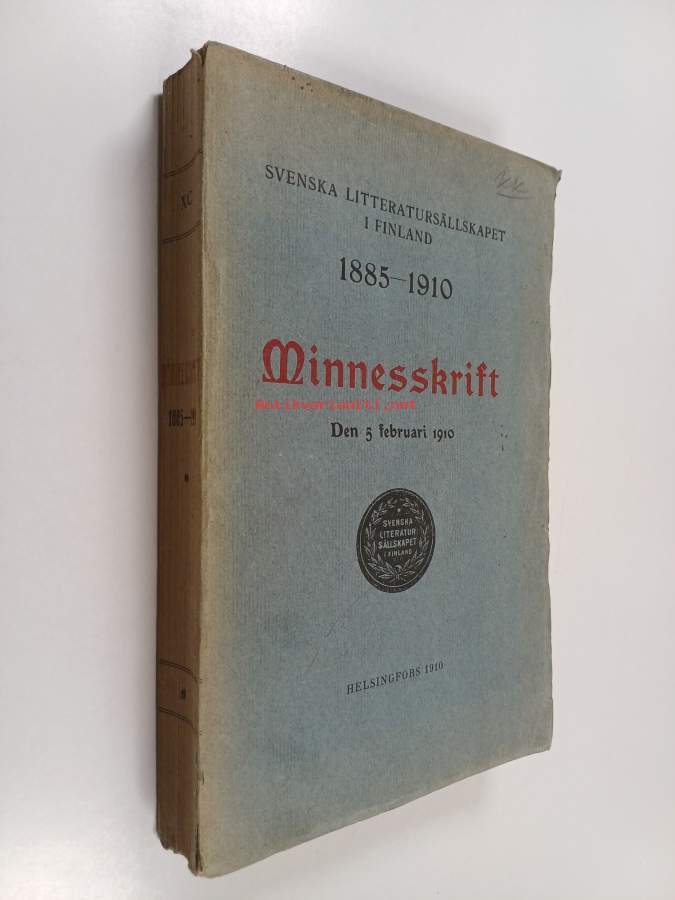 SVENSKA LITTERATURSÄLLSKAPET
I FINLAND
1885—1910
Minnesskrift
antikvariaatti.net
Den 5 februari 1910
SVENSKA
LITERATUR
SÄLLSKAPET
I FINLAND
HELSINGFORS 1910
XC
1885—19